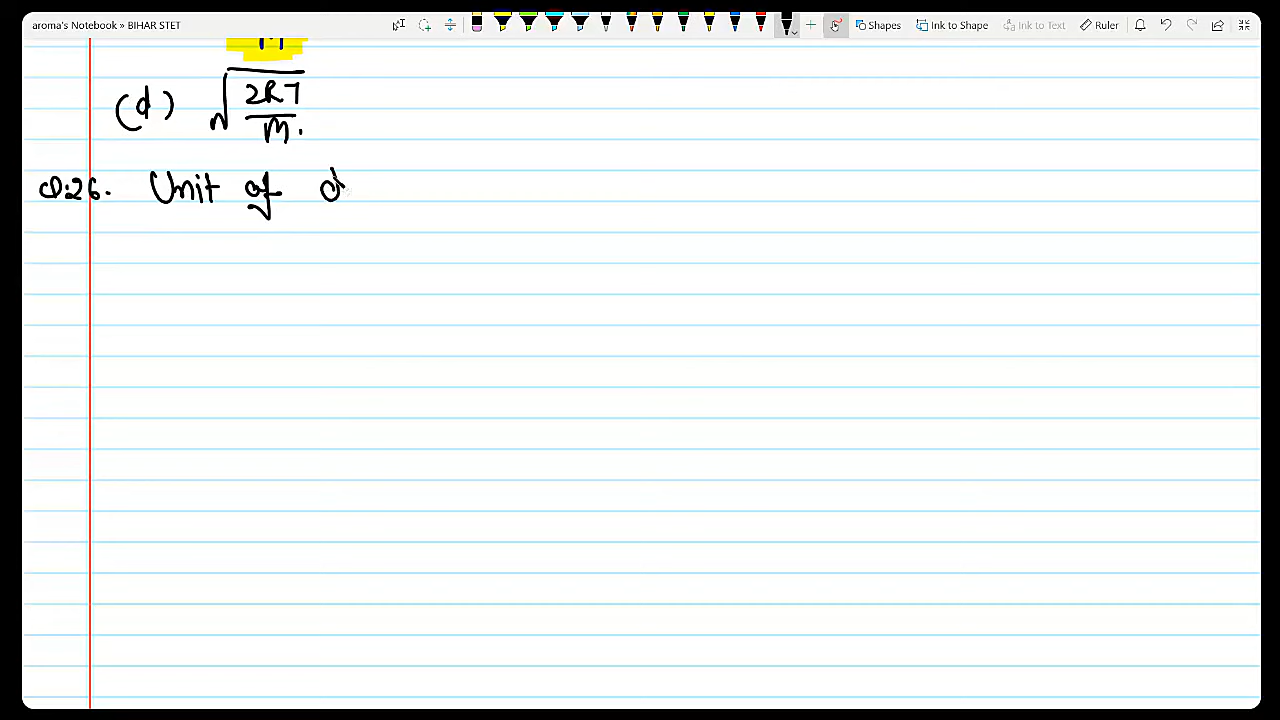 aroma's Notebook » BIHAR STET
Shapes
Ink to Shape
Ink to Text
Ruler
M
(d) √(2RT/M).
Q:26. Unit of d